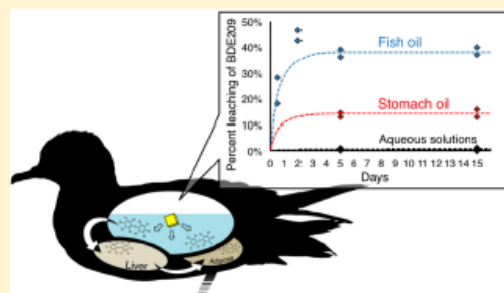 Percent leaching of BDE209
50%
40%
30%
20%
10%
0%
Fish oil
Stomach oil
Aqueous solutions
0 1 2 3 4 5 6 7 8 9 10 11 12 13 14 15
Days
Liver
Adipose